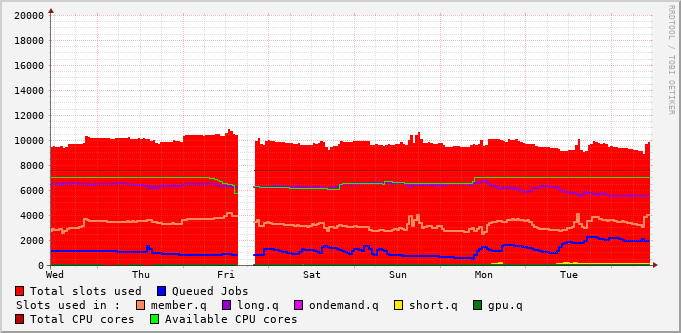 20000
18000
16000
14000
12000
10000
8000
6000
4000
2000
0
Wed Thu Fri Sat Sun Mon Tue
Total slots used Queued Jobs
Slots used in : member.q long.q ondemand.q short.q gpu.q
Total CPU cores Available CPU cores
RRDTOOL / TOBI OETIKER